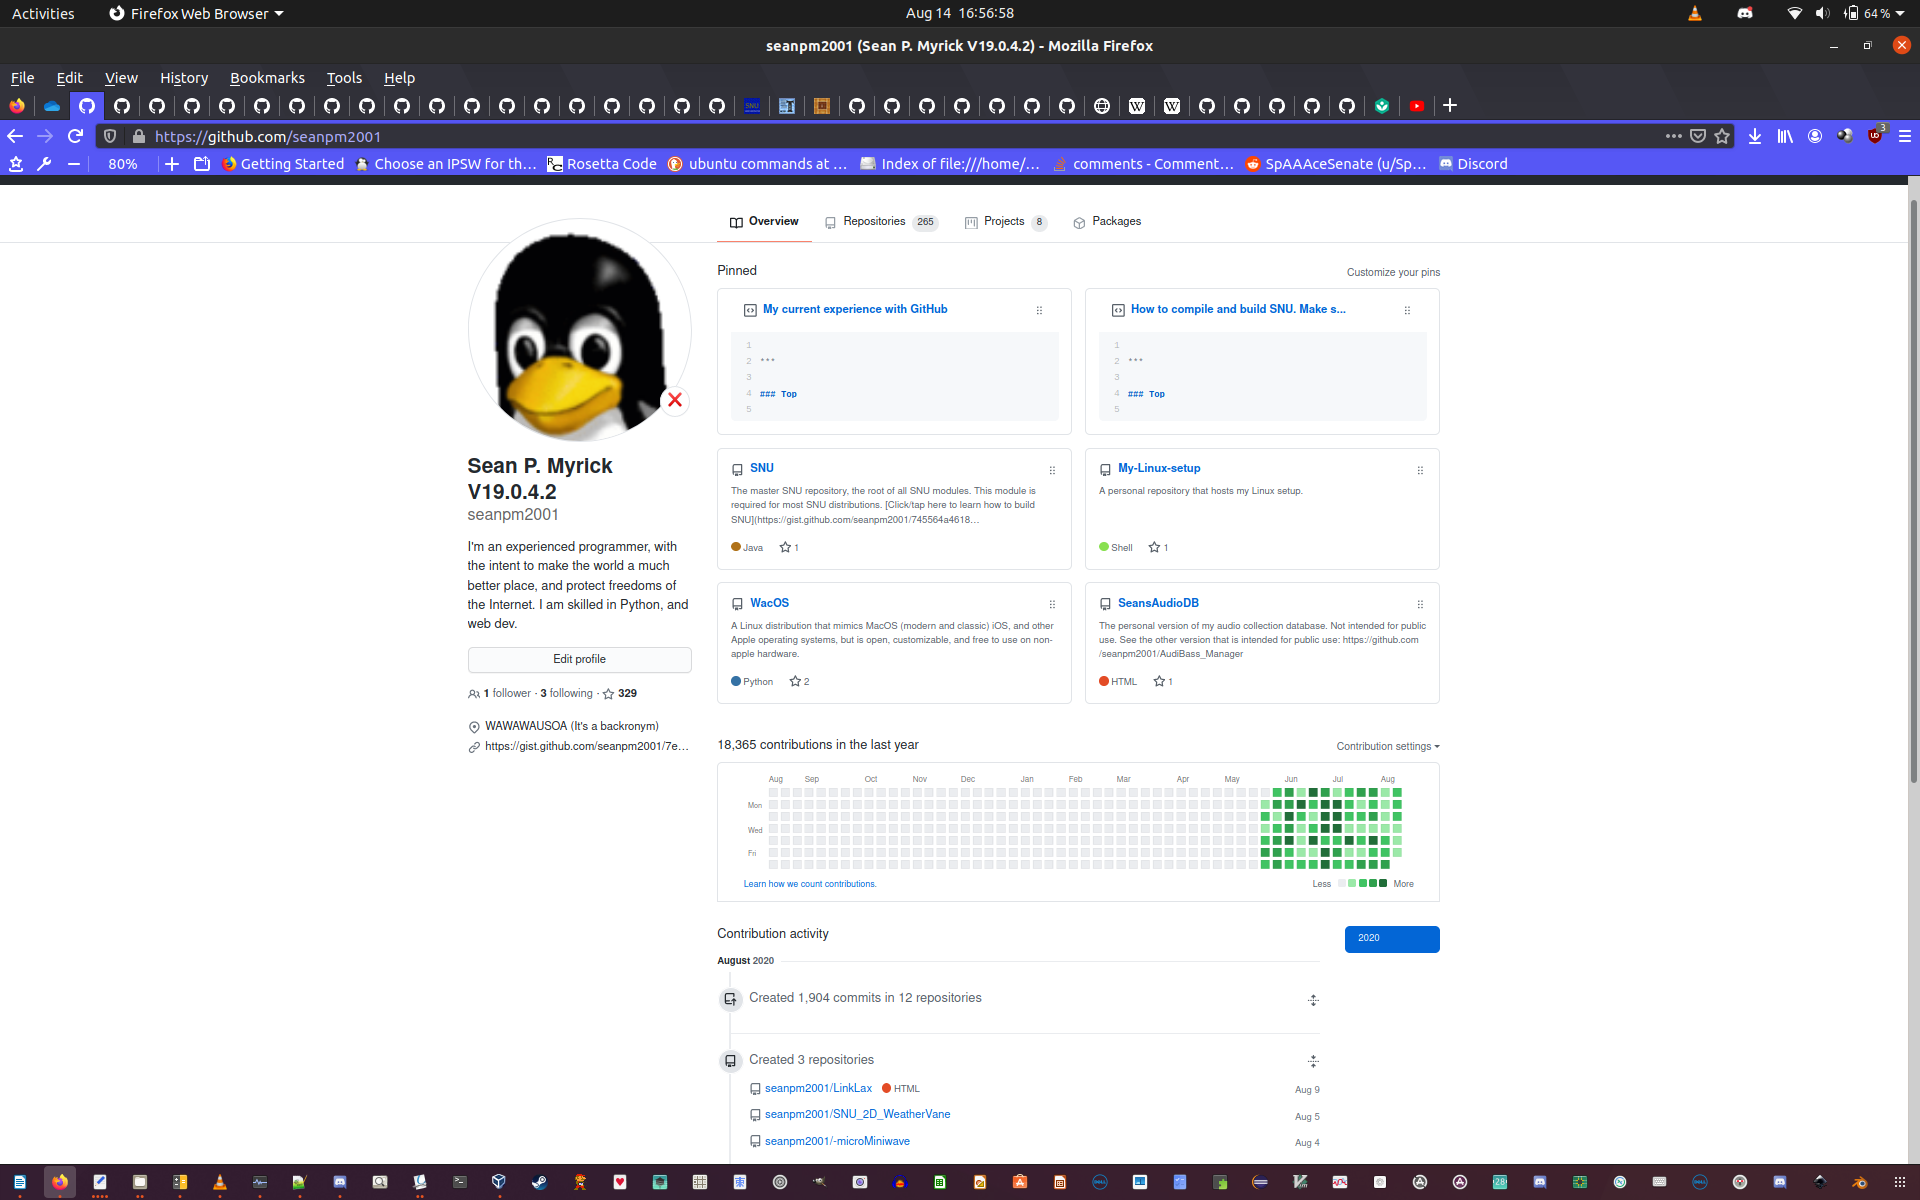 Activities Firefox Web Browser Aug 14 16:56:58 64 %
seanpm2001 (Sean P. Myrick V19.0.4.2) - Mozilla Firefox
File Edit View History Bookmarks Tools Help
https://github.com/seanpm2001 3
80% Getting Started Choose an IPSW for th... Rosetta Code ubuntu commands at ... Index of file:///home/... comments - Comment... SpAAAceSenate (u/Sp... Discord
Overview Repositories 265 Projects 8 Packages
Sean P. Myrick
V19.0.4.2
seanpm2001
I'm an experienced programmer, with
the intent to make the world a much
better place, and protect freedoms of
the Internet. I am skilled in Python, and
web dev.
Edit profile
1 follower · 3 following · 329
WAWAWAUSOA (It's a backronym)
https://gist.github.com/seanpm2001/7e...
Pinned Customize your pins
My current experience with GitHub
1
2 ***
3
4 ### Top
5
How to compile and build SNU. Make s...
1
2 ***
3
4 ### Top
5
SNU
The master SNU repository, the root of all SNU modules. This module is
required for most SNU distributions. [Click/tap here to learn how to build
SNU](https://gist.github.com/seanpm2001/745564a4618...
Java 1
My-Linux-setup
A personal repository that hosts my Linux setup.
Shell 1
WacOS
A Linux distribution that mimics MacOS (modern and classic) iOS, and other
Apple operating systems, but is open, customizable, and free to use on non-
apple hardware.
Python 2
SeansAudioDB
The personal version of my audio collection database. Not intended for public
use. See the other version that is intended for public use: https://github.com
/seanpm2001/AudiBass_Manager
HTML 1
18,365 contributions in the last year Contribution settings
Aug Sep Oct Nov Dec Jan Feb Mar Apr May Jun Jul Aug
Mon
Wed
Fri
Learn how we count contributions. Less More
Contribution activity 2020
August 2020
Created 1,904 commits in 12 repositories
Created 3 repositories
seanpm2001/LinkLax HTML Aug 9
seanpm2001/SNU_2D_WeatherVane Aug 5
seanpm2001/-microMiniwave Aug 4